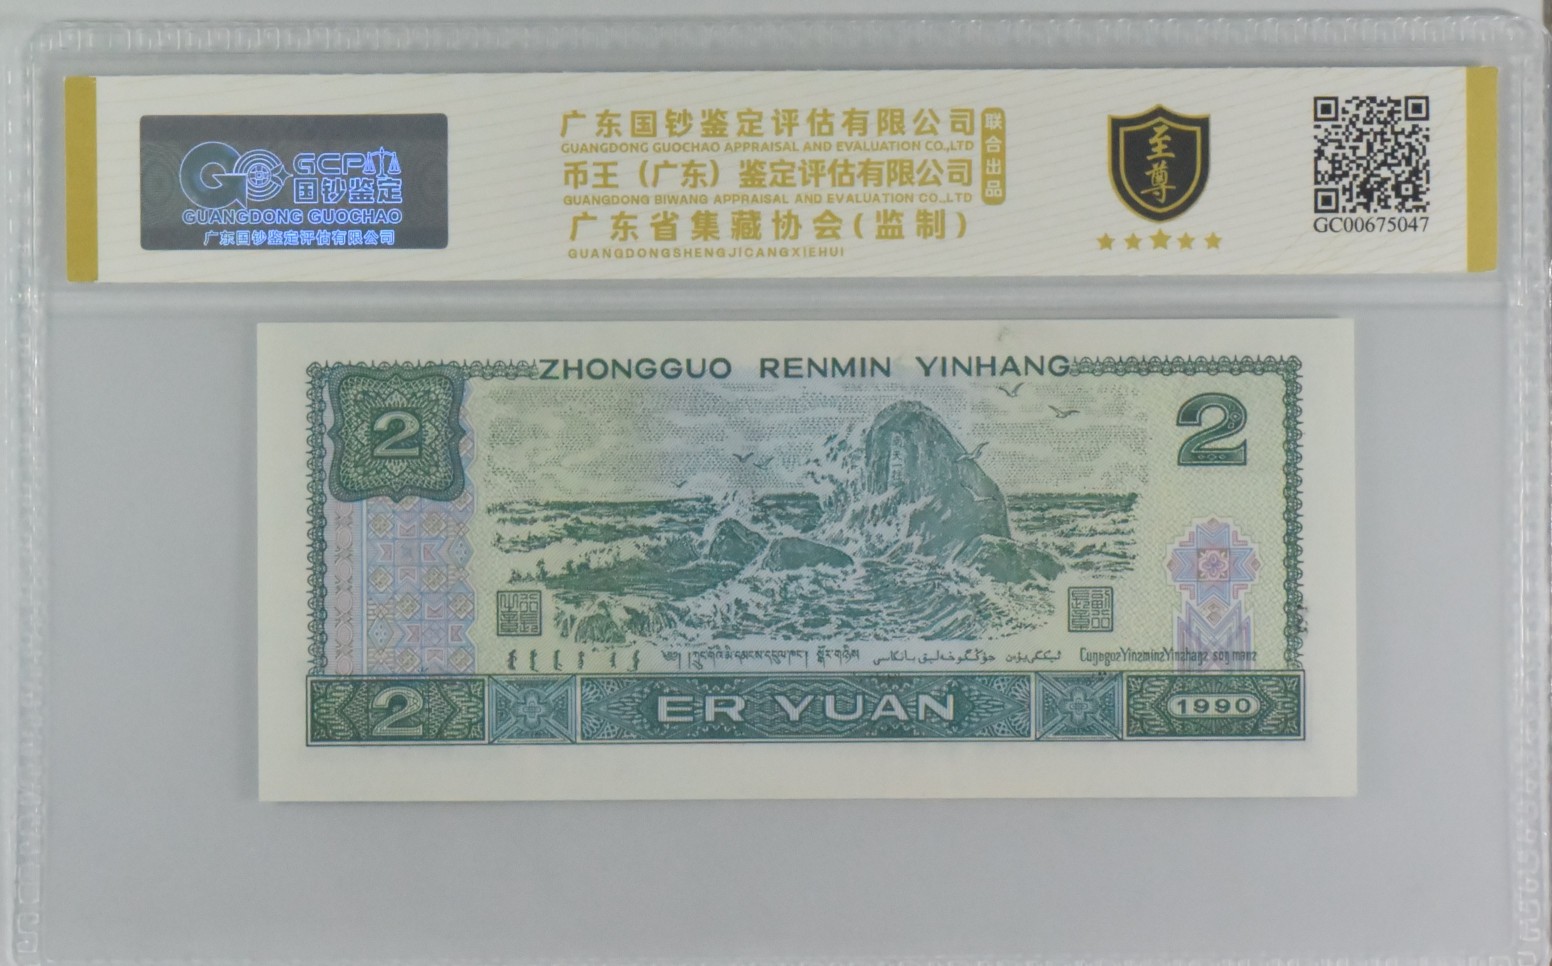 GCP
国钞鉴定
GUANGDONG GUOCHAO
广东国钞鉴定评估有限公司
广东国钞鉴定评估有限公司
GUANGDONG GUOCHAO APPRAISAL AND EVALUATION CO.,LTD
币王（广东）鉴定评估有限公司
GUANGDONG BIWANG APPRAISAL AND EVALUATION CO.,LTD
联合出品
广东省集藏协会(监制)
GUANGDONGSHENGJICANGXIEHUI
至尊
GC00675047
ZHONGGUO RENMIN YINHANG
2
2
Cuŋƅgoz Yinzminz Yinzhangz
2
ER YUAN
1990